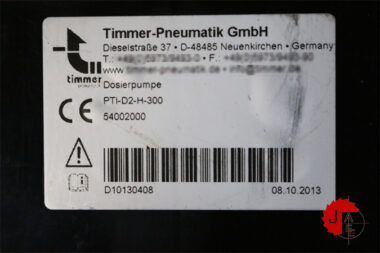 Timmer-Pneumatik GmbH
Dieselstraße 37 • D-48485 Neuenkirchen • Germany
timmer
Dosierpumpe
PTI-D2-H-300
54002000
CE
D10130408
08.10.2013